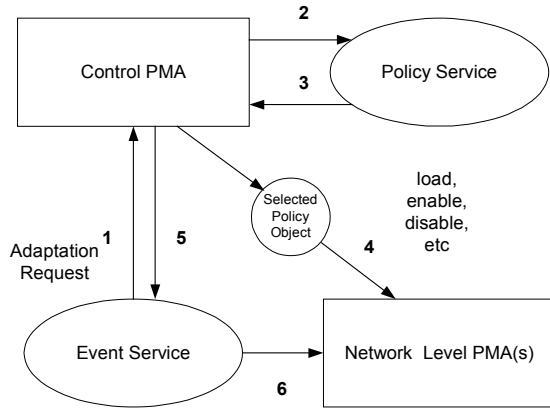 2
Control PMA
Policy Service
3
Selected
Policy
Object
load,
enable,
disable,
etc
1
5
4
Adaptation
Request
Event Service
Network Level PMA(s)
6